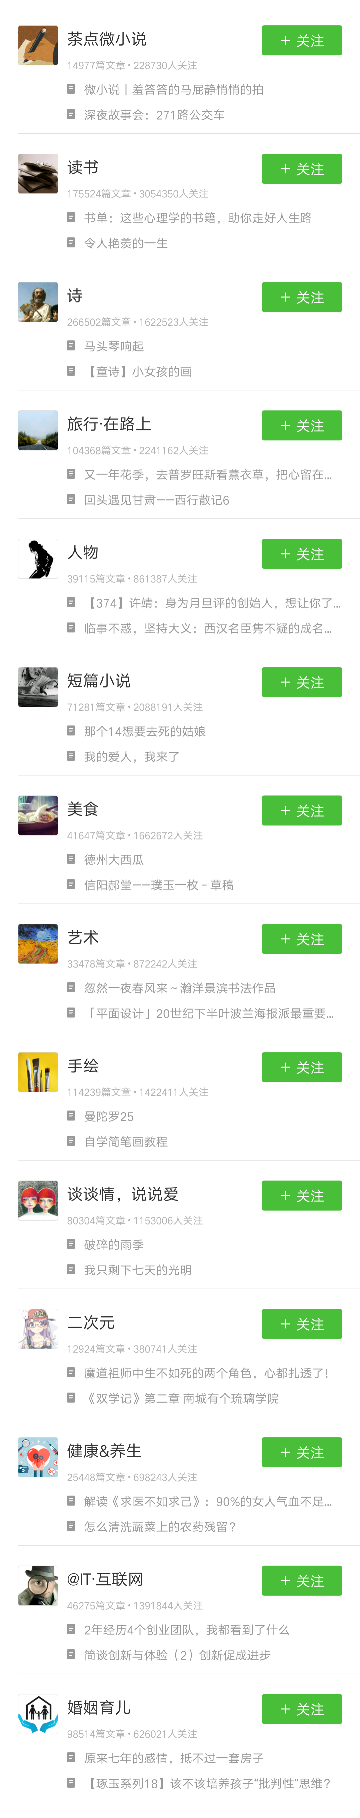 茶点微小说
+ 关注
14977篇文章 • 228730人关注
微小说丨羞答答的马屁静悄悄的拍
深夜故事会：271路公交车
读书
+ 关注
175524篇文章 • 3054350人关注
书单：这些心理学的书籍，助你走好人生路
令人艳羡的一生
诗
+ 关注
266502篇文章 • 1622523人关注
马头琴响起
【童诗】小女孩的画
旅行·在路上
+ 关注
104368篇文章 • 2241162人关注
又一年花季，去普罗旺斯看薰衣草，把心留在...
回头遇见甘肃——西行散记6
人物
+ 关注
39115篇文章 • 861387人关注
【374】许靖：身为月旦评的创始人，想让你了...
临事不惑，坚持大义：西汉名臣隽不疑的成名...
短篇小说
+ 关注
71281篇文章 • 2088191人关注
那个14想要去死的姑娘
我的爱人，我来了
美食
+ 关注
41647篇文章 • 1662672人关注
德州大西瓜
信阳郝堂——璞玉一枚 - 草稿
艺术
+ 关注
33478篇文章 • 872242人关注
忽然一夜春风来～瀚洋景滨书法作品
「平面设计」20世纪下半叶波兰海报派最重要...
手绘
+ 关注
114239篇文章 • 1422411人关注
曼陀罗25
自学简笔画教程
谈谈情，说说爱
+ 关注
80304篇文章 • 1153006人关注
破碎的雨季
我只剩下七天的光明
二次元
+ 关注
12924篇文章 • 380741人关注
魔道祖师中生不如死的两个角色，心都扎透了！
《双学记》第二章 南城有个琉璃学院
健康&养生
+ 关注
25448篇文章 • 698243人关注
解读《求医不如求己》：90%的女人气血不足...
怎么清洗蔬菜上的农药残留？
@IT·互联网
+ 关注
46275篇文章 • 1391844人关注
2年经历4个创业团队，我都看到了什么
简谈创新与体验（2）创新促成进步
婚姻育儿
+ 关注
98514篇文章 • 626021人关注
原来七年的感情，抵不过一套房子
【琢玉系列18】该不该培养孩子“批判性”思维？